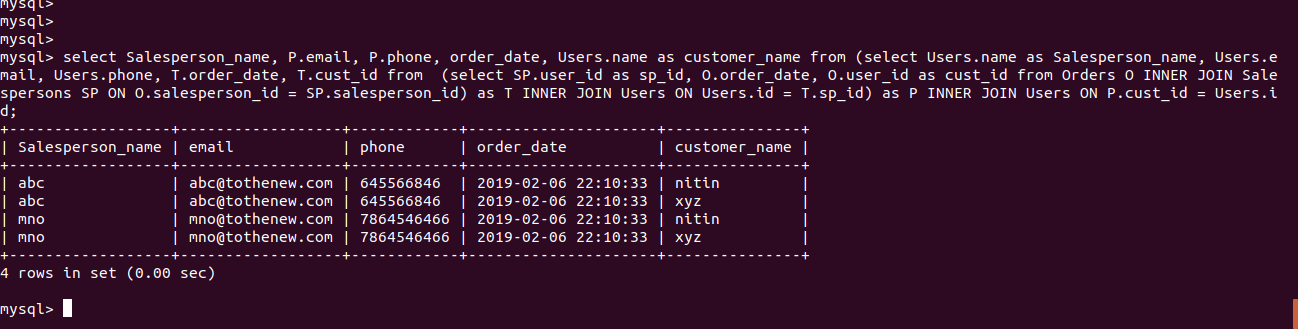 mysql>
mysql>
mysql>
mysql> select Salesperson_name, P.email, P.phone, order_date, Users.name as customer_name from (select Users.name as Salesperson_name, Users.e
mail, Users.phone, T.order_date, T.cust_id from  (select SP.user_id as sp_id, O.order_date, O.user_id as cust_id from Orders O INNER JOIN Sale
spersons SP ON O.salesperson_id = SP.salesperson_id) as T INNER JOIN Users ON Users.id = T.sp_id) as P INNER JOIN Users ON P.cust_id = Users.i
d;
+------------------+------------------+------------+---------------------+---------------+
| Salesperson_name | email            | phone      | order_date          | customer_name |
+------------------+------------------+------------+---------------------+---------------+
| abc              | abc@tothenew.com | 645566846  | 2019-02-06 22:10:33 | nitin         |
| abc              | abc@tothenew.com | 645566846  | 2019-02-06 22:10:33 | xyz           |
| mno              | mno@tothenew.com | 7864546466 | 2019-02-06 22:10:33 | nitin         |
| mno              | mno@tothenew.com | 7864546466 | 2019-02-06 22:10:33 | xyz           |
+------------------+------------------+------------+---------------------+---------------+
4 rows in set (0.00 sec)
mysql>